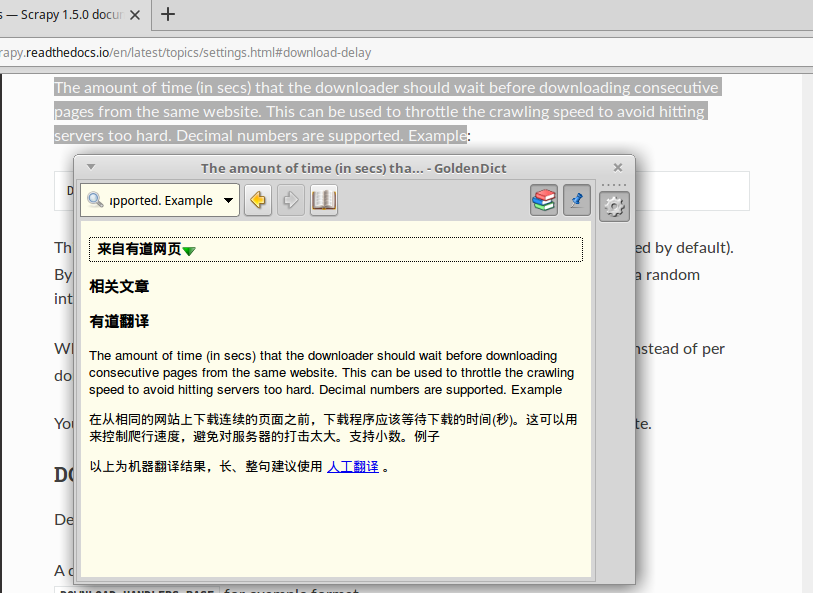 s — Scrapy 1.5.0 docu
rapy.readthedocs.io/en/latest/topics/settings.html#download-delay
The amount of time (in secs) that the downloader should wait before downloading consecutive
pages from the same website. This can be used to throttle the crawling speed to avoid hitting
servers too hard. Decimal numbers are supported. Example:
D
The amount of time (in secs) tha... - GoldenDict
pported. Example
来自有道网页
Th
ed by default).
By
a random
int
相关文章
有道翻译
Wh
nstead of per
do
The amount of time (in secs) that the downloader should wait before downloading
consecutive pages from the same website. This can be used to throttle the crawling
speed to avoid hitting servers too hard. Decimal numbers are supported. Example
You
te.
在从相同的网站上下载连续的页面之前，下载程序应该等待下载的时间(秒)。这可以用
来控制爬行速度，避免对服务器的打击太大。支持小数。例子
以上为机器翻译结果，长、整句建议使用 人工翻译 。
DO
De
A d
for example format